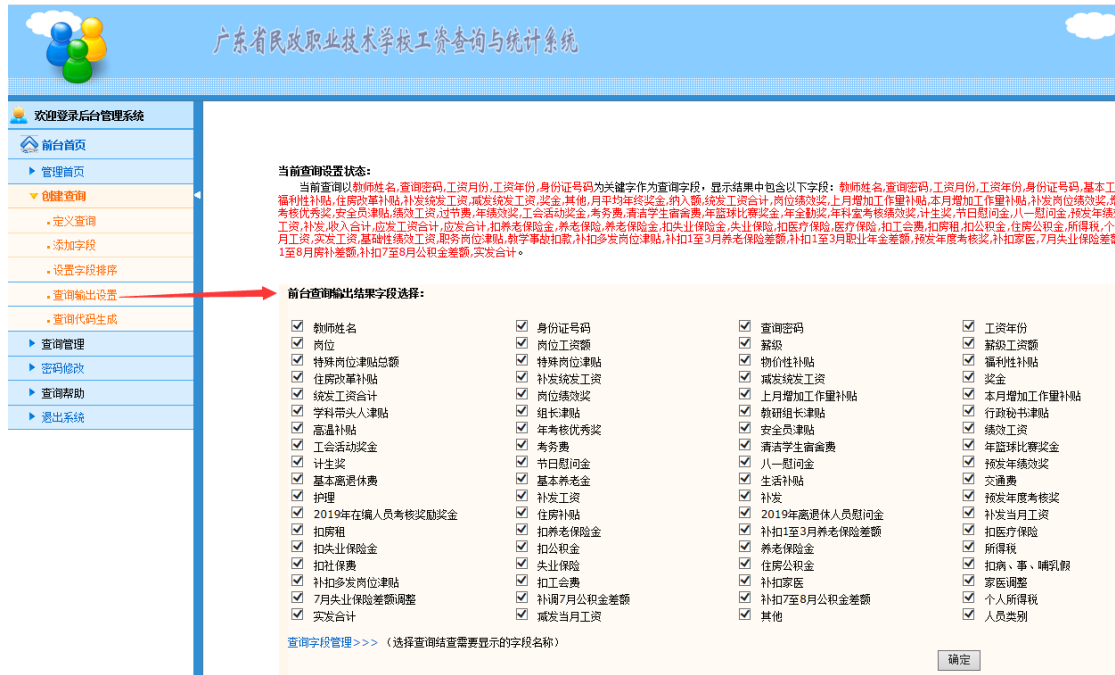 广东省民政职业技术学校工资查询与统计系统
欢迎登录后台管理系统
前台首页
管理首页
创建查询
定义查询
添加字段
设置字段排序
查询输出设置
查询代码生成
查询管理
密码修改
查询帮助
退出系统
当前查询设置状态：
当前查询以教师姓名,查询密码,工资月份,工资年份,身份证号码为关键字作为查询字段，显示结果中包含以下字段：教师姓名,查询密码,工资月份,工资年份,身份证号码,基本工
福利性补贴,住房改革补贴,补发统发工资,减发统发工资,奖金,其他,月平均年终奖金,纳入额,统发工资合计,岗位绩效奖,上月增加工作量补贴,本月增加工作量补贴,补发岗位绩效奖,
考核优秀奖,安全员津贴,绩效工资,过节费,年绩效奖,工会活动奖金,考务费,清洁学生宿舍费,年篮球比赛奖金,年全勤奖,年科室考核绩效奖,计生奖,节日慰问金,八一慰问金,预发年绩
工资,补发,收入合计,应发工资合计,应发合计,扣养老保险金,养老保险,养老保险金,扣失业保险金,失业保险,扣医疗保险,医疗保险,扣工会费,扣房租,扣公积金,住房公积金,所得税,个
月工资,实发工资,基础性绩效工资,职务岗位津贴,教学事故扣款,补扣多发岗位津贴,补扣1至3月养老保险差额,补扣1至3月职业年金差额,预发年度考核奖,补扣家医,7月失业保险差
1至8月房补差额,补扣7至8月公积金差额,实发合计。
前台查询输出结果字段选择：
教师姓名 身份证号码 查询密码 工资年份
岗位 岗位工资额 薪级 薪级工资额
特殊岗位津贴总额 特殊岗位津贴 物价性补贴 福利性补贴
住房改革补贴 补发统发工资 减发统发工资 奖金
统发工资合计 岗位绩效奖 上月增加工作量补贴 本月增加工作量补贴
学科带头人津贴 组长津贴 教研组长津贴 行政秘书津贴
高温补贴 年考核优秀奖 安全员津贴 绩效工资
工会活动奖金 考务费 清洁学生宿舍费 年篮球比赛奖金
计生奖 节日慰问金 八一慰问金 预发年绩效奖
基本离退休费 基本养老金 生活补贴 交通费
护理 补发工资 补发 预发年度考核奖
2019年在编人员考核奖励奖金 住房补贴 2019年离退休人员慰问金 补发当月工资
扣房租 扣养老保险金 补扣1至3月养老保险差额 扣医疗保险
扣失业保险金 扣公积金 养老保险金 所得税
扣社保费 失业保险 住房公积金 扣病、事、哺乳假
补扣多发岗位津贴 扣工会费 补扣家医 家医调整
7月失业保险差额调整 补调7月公积金差额 补扣7至8月公积金差额 个人所得税
实发合计 减发当月工资 其他 人员类别
查询字段管理>>> （选择查询结查需要显示的字段名称）
确定